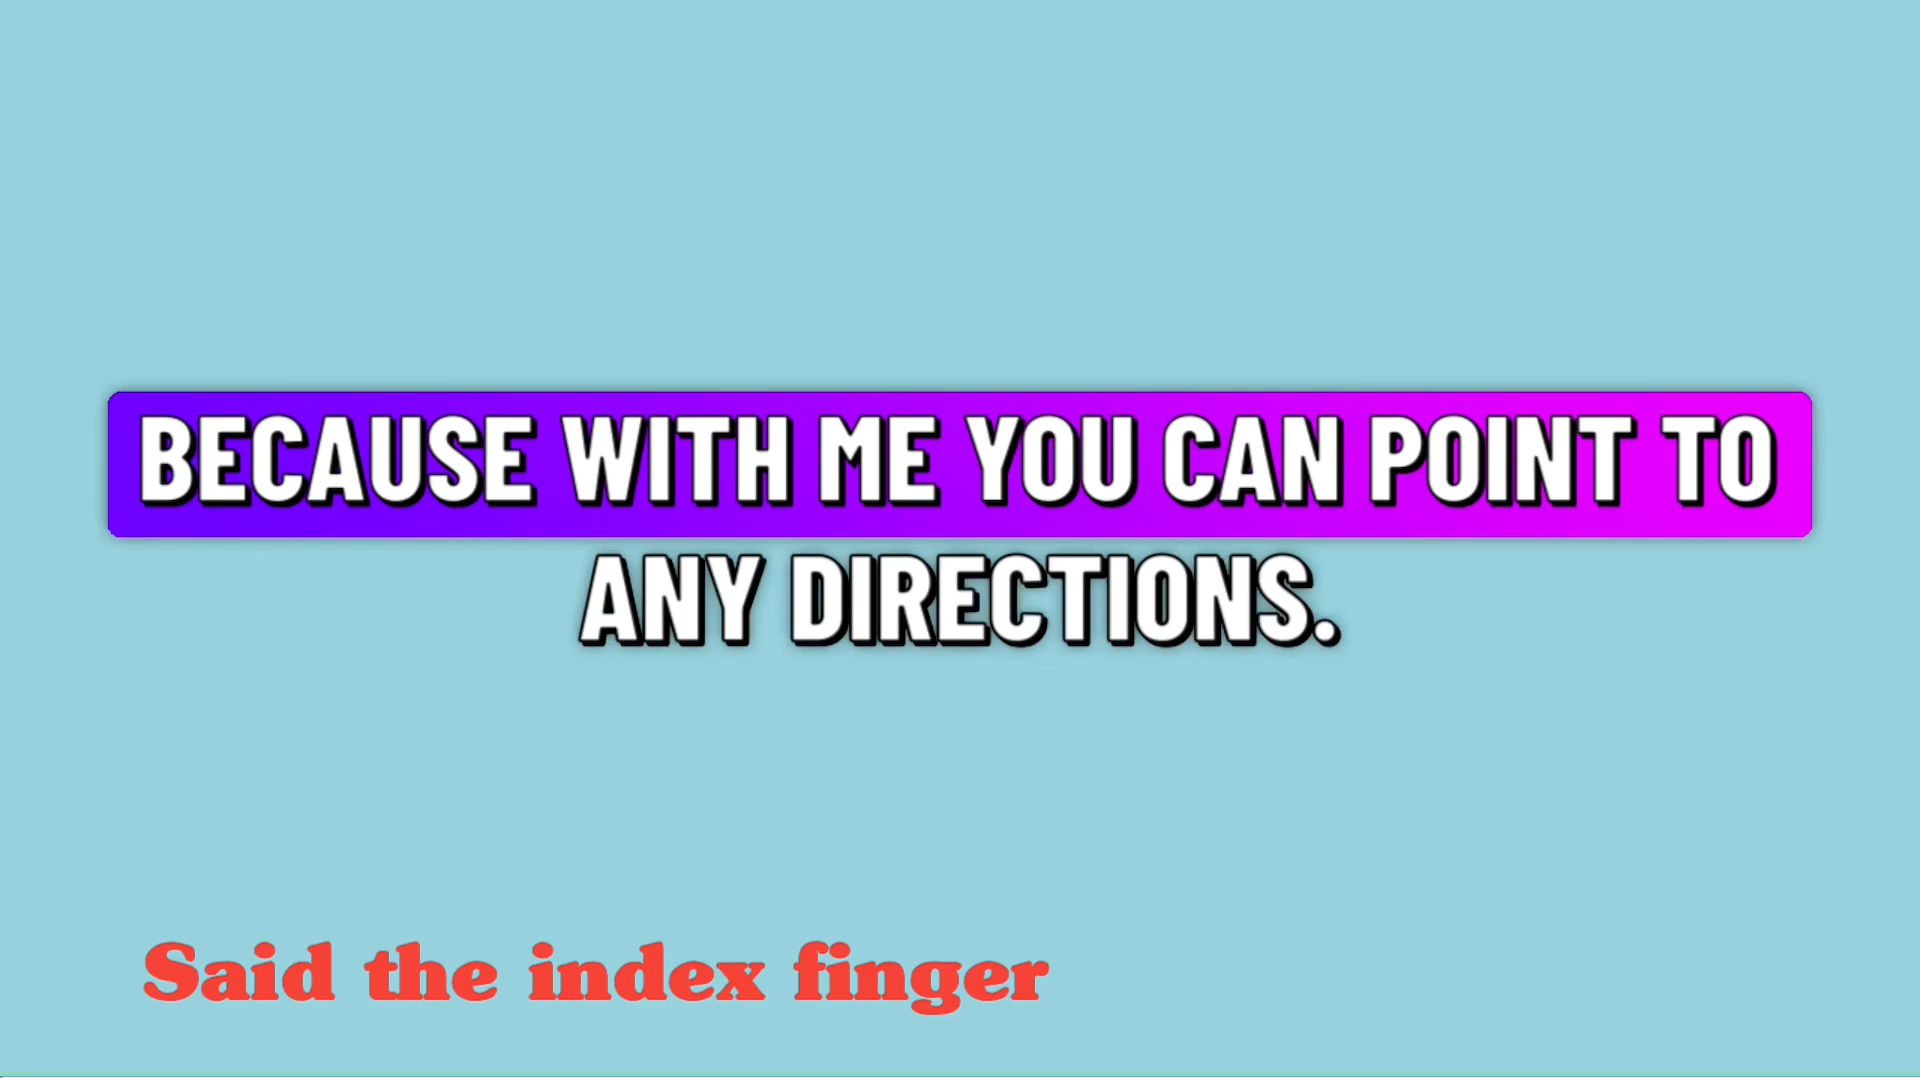 BECAUSE WITH ME YOU CAN POINT TO
ANY DIRECTIONS.
Said the index finger